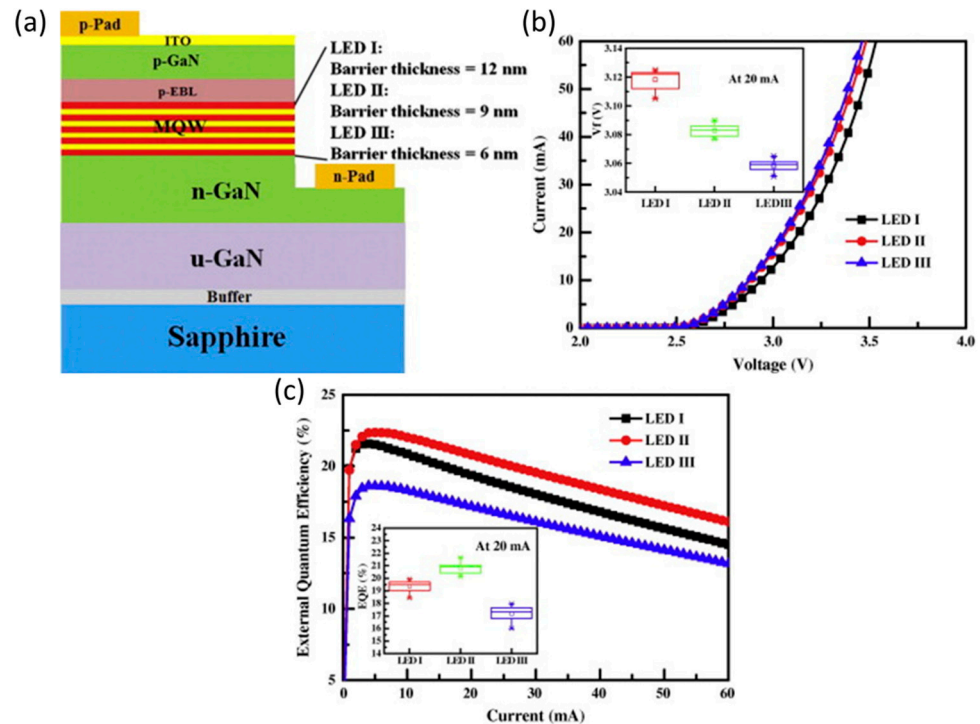 (a)
p-Pad
ITO
p-GaN
p-EBL
MQW
n-GaN
n-Pad
u-GaN
Buffer
Sapphire
LED I:
Barrier thickness = 12 nm
LED II:
Barrier thickness = 9 nm
LED III:
Barrier thickness = 6 nm
(b)
Current (mA)
60
50
40
30
20
10
0
2.0 2.5 3.0 3.5 4.0
Voltage (V)
LED I
LED II
LED III
At 20 mA
Vf (V)
3.12
3.10
3.08
3.06
3.04
LED I LED II LED III
(c)
External Quantum Efficiency (%)
25
20
15
10
5
0 10 20 30 40 50 60
Current (mA)
LED I
LED II
LED III
At 20 mA
EQE (%)
24
23
22
21
20
19
18
17
16
15
14
LED I LED II LED III